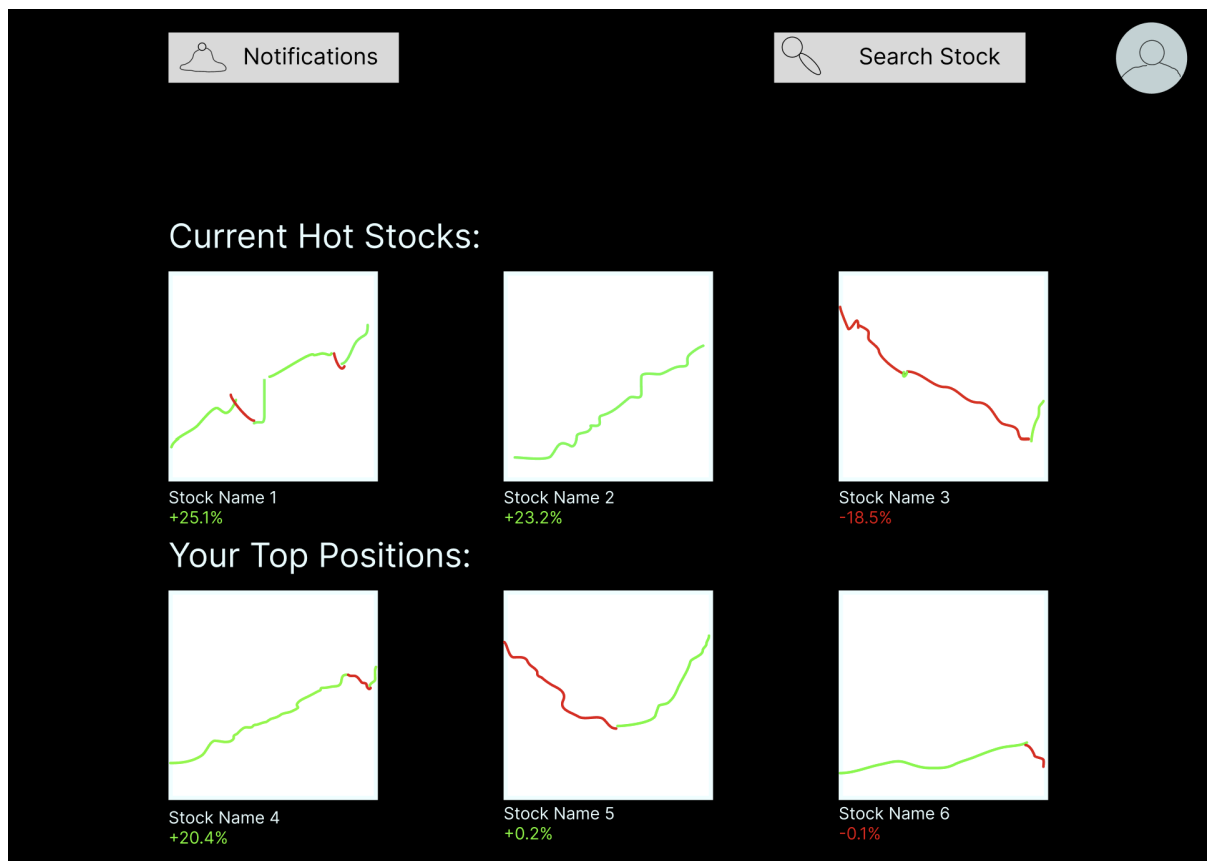 Notifications
Search Stock
Current Hot Stocks:
Stock Name 1
+25.1%
Stock Name 2
+23.2%
Stock Name 3
-18.5%
Your Top Positions:
Stock Name 4
+20.4%
Stock Name 5
+0.2%
Stock Name 6
-0.1%